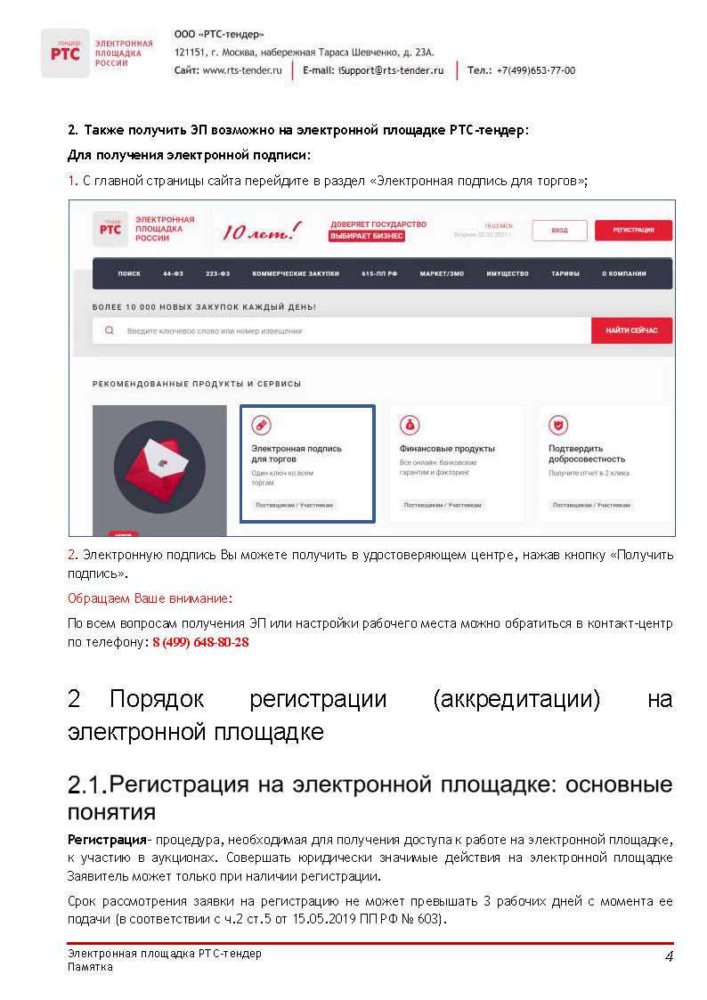 тендер
РТС
ЭЛЕКТРОННАЯ
ПЛОЩАДКА
РОССИИ
ООО «РТС-тендер»
121151, г. Москва, набережная Тараса Шевченко, д. 23А.
Сайт: www.rts-tender.ru | E-mail: iSupport@rts-tender.ru | Тел.: +7(499)653-77-00
2. Также получить ЭП возможно на электронной площадке РТС-тендер:
Для получения электронной подписи:
1. С главной страницы сайта перейдите в раздел «Электронная подпись для торгов»;
тендер
РТС
ЭЛЕКТРОННАЯ
ПЛОЩАДКА
РОССИИ
10 лет!
ДОВЕРЯЕТ ГОСУДАРСТВО
ВЫБИРАЕТ БИЗНЕС
18:03 МСК
Вторник 02.02.2021 г.
ВХОД
РЕГИСТРАЦИЯ
ПОИСК 44-ФЗ 223-ФЗ КОММЕРЧЕСКИЕ ЗАКУПКИ 615-ПП РФ МАРКЕТ/ЗМО ИМУЩЕСТВО ТАРИФЫ О КОМПАНИИ
БОЛЕЕ 10 000 НОВЫХ ЗАКУПОК КАЖДЫЙ ДЕНЬ!
Введите ключевое слово или номер извещения
НАЙТИ СЕЙЧАС
РЕКОМЕНДОВАННЫЕ ПРОДУКТЫ И СЕРВИСЫ
Электронная подпись
для торгов
Один ключ ко всем
торгам
Поставщикам / Участникам
Финансовые продукты
Все онлайн: банковские
гарантии и факторинг
Поставщикам / Участникам
Подтвердить
добросовестность
Получите отчет в 2 клика
Поставщикам / Участникам
2. Электронную подпись Вы можете получить в удостоверяющем центре, нажав кнопку «Получить
подпись».
Обращаем Ваше внимание:
По всем вопросам получения ЭП или настройки рабочего места можно обратиться в контакт-центр
по телефону: 8 (499) 648-80-28
2 Порядок регистрации (аккредитации) на
электронной площадке
2.1.Регистрация на электронной площадке: основные
понятия
Регистрация- процедура, необходимая для получения доступа к работе на электронной площадке,
к участию в аукционах. Совершать юридически значимые действия на электронной площадке
Заявитель может только при наличии регистрации.
Срок рассмотрения заявки на регистрацию не может превышать 3 рабочих дней с момента ее
подачи (в соответствии с ч.2 ст.5 от 15.05.2019 ПП РФ № 603).
Электронная площадка РТС-тендер
Памятка
4